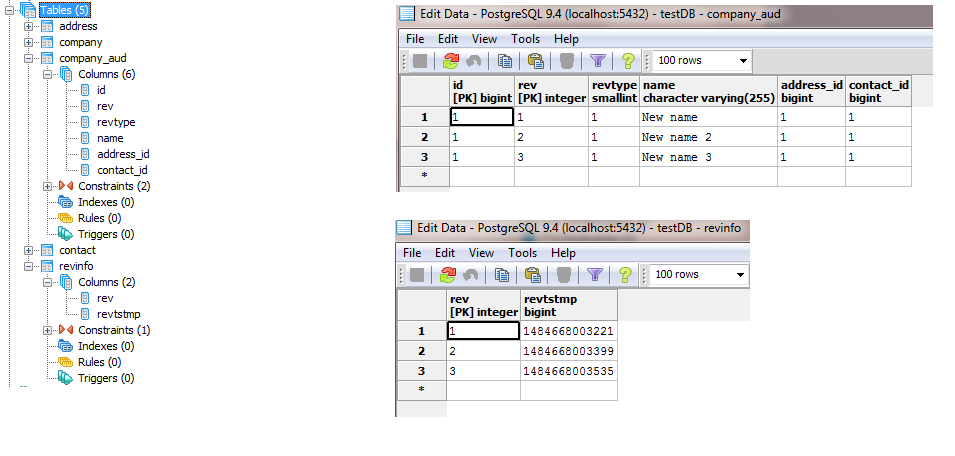 Tables (5)
address
company
company_aud
Columns (6)
id
rev
revtype
name
address_id
contact_id
Constraints (2)
Indexes (0)
Rules (0)
Triggers (0)
contact
revinfo
Columns (2)
rev
revtstmp
Constraints (1)
Indexes (0)
Rules (0)
Triggers (0)
Edit Data - PostgreSQL 9.4 (localhost:5432) - testDB - company_aud
File Edit View Tools Help
100 rows
id rev revtype name address_id contact_id
[PK] bigint [PK] integer smallint character varying(255) bigint bigint
1 1 1 1 New name 1 1
2 1 2 1 New name 2 1 1
3 1 3 1 New name 3 1 1
*
Edit Data - PostgreSQL 9.4 (localhost:5432) - testDB - revinfo
File Edit View Tools Help
100 rows
rev revtstmp
[PK] integer bigint
1 1 1484668003221
2 2 1484668003399
3 3 1484668003535
*